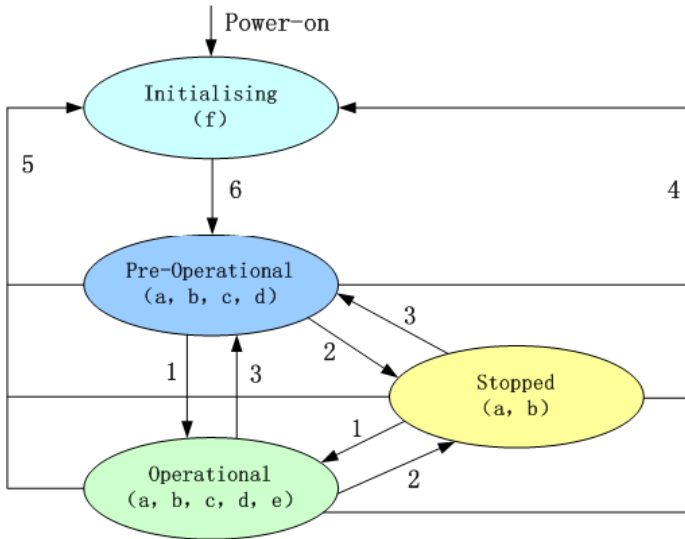 Power-on
Initialising
(f)
5
6
4
Pre-Operational
(a, b, c, d)
3
2
1
3
Stopped
(a, b)
1
Operational
(a, b, c, d, e)
2